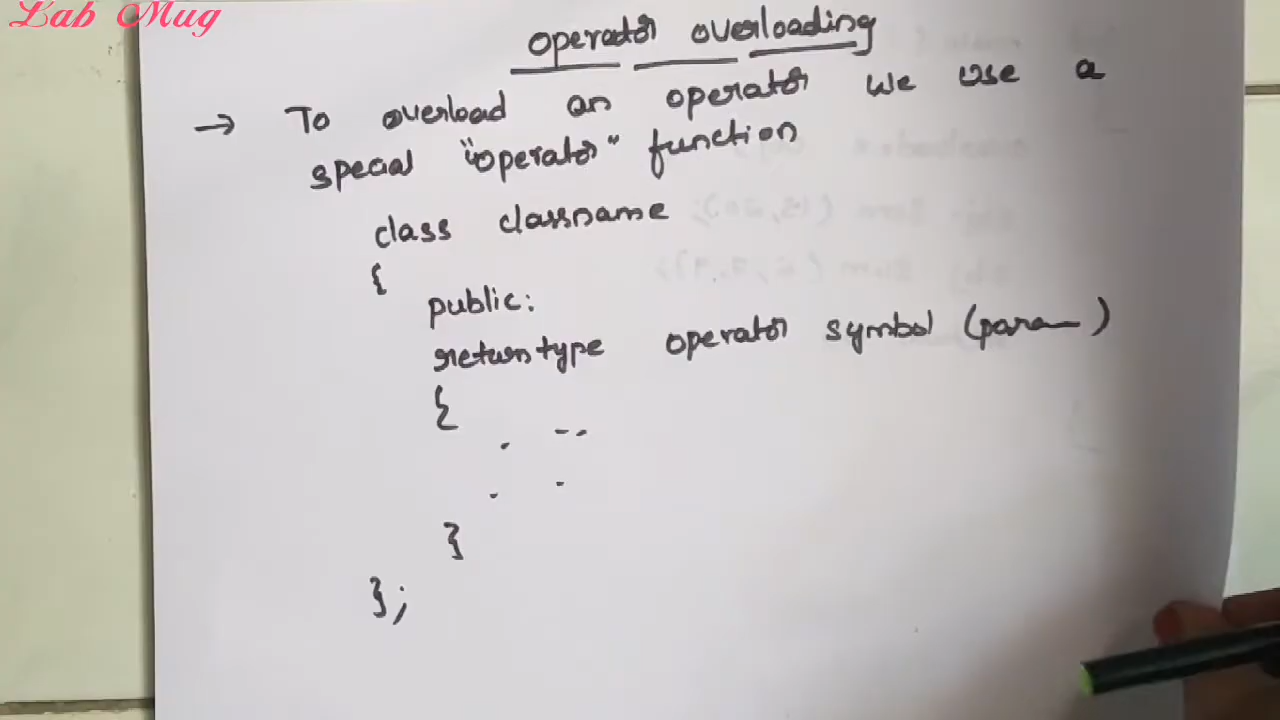 Lab Mug
operator overloading
→ To overload an operator we use a
special "operator" function
class classname
{
public:
returntype operator symbol (param—)
{
. --
. .
}
};